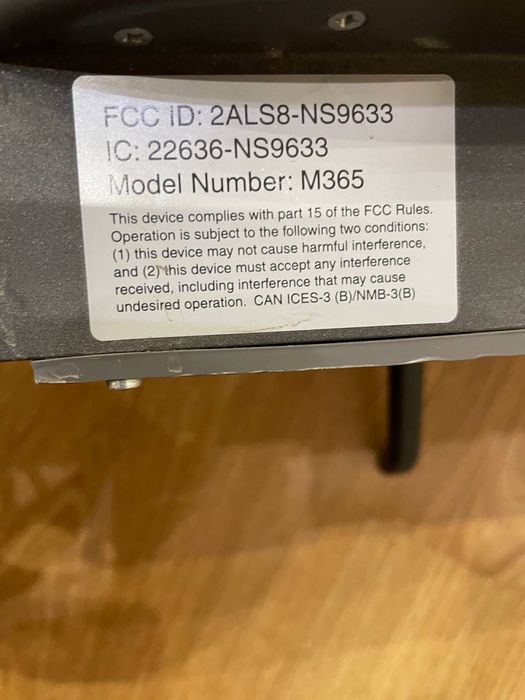 FCC ID: 2ALS8-NS9633
IC: 22636-NS9633
Model Number: M365
This device complies with part 15 of the FCC Rules.
Operation is subject to the following two conditions:
(1) this device may not cause harmful interference,
and (2) this device must accept any interference
received, including interference that may cause
undesired operation. CAN ICES-3 (B)/NMB-3(B)